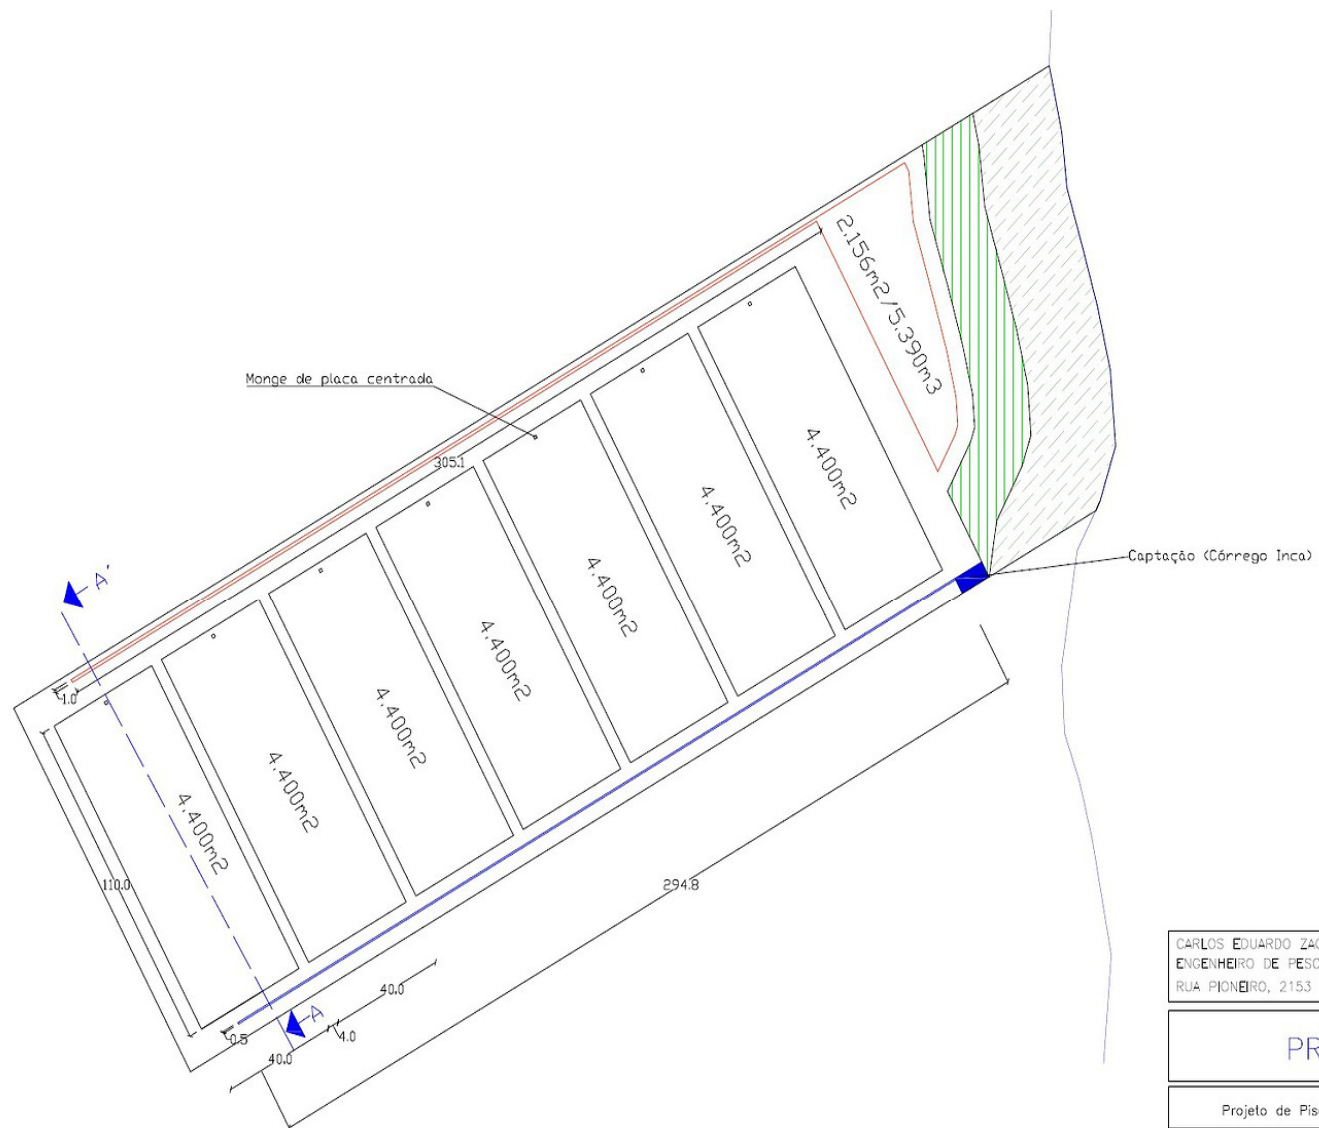 2.156m2/5.390m3
Monge de placa centrada
4.400m2
305.1
4.400m2
Captação (Córrego Inca)
4.400m2
A'
4.400m2
1.0
4.400m2
4.400m2
4.400m2
110.0
294.8
40.0
A
4.0
0.5
40.0
CARLOS EDUARDO
ENGENHEIRO DE
RUA PIONEIRO, 2153
Projeto de